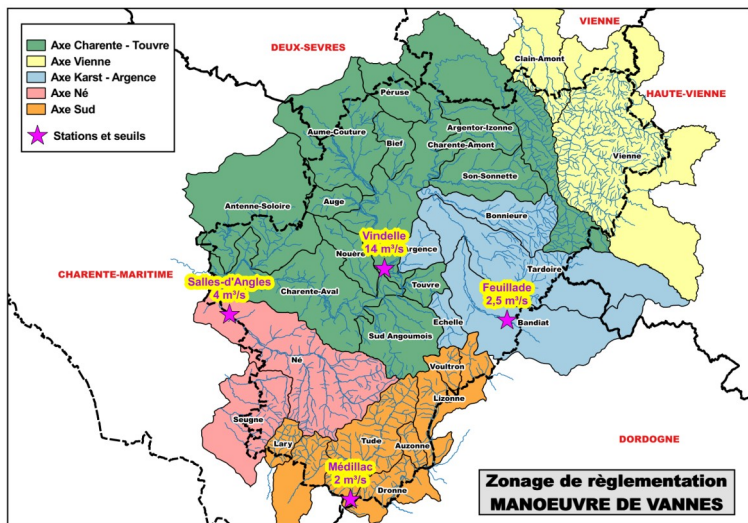 Axe Charente - Touvre
Axe Vienne
Axe Karst - Argence
Axe Né
Axe Sud
Stations et seuils
VIENNE
DEUX-SEVRES
Clain-Amont
HAUTE-VIENNE
Péruse
Aume-Couture
Argentor-Izonne
Bief
Charente-Amont
Vienne
Son-Sonnette
Auge
Antenne-Soloire
Bonnieure
Vindelle
14 m³/s
Nouère
Argence
CHARENTE-MARITIME
Tardoire
Salles-d'Angles
4 m³/s
Charente-Aval
Touvre
Feuillade
2,5 m³/s
Echelle
Bandiat
Sud Angoumois
Né
Voultron
Lizonne
Seugne
Lary
Tude
Auzonne
DORDOGNE
Médillac
2 m³/s
Dronne
Zonage de règlementation
MANOEUVRE DE VANNES